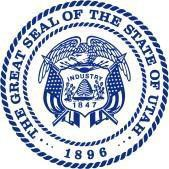 THE GREAT SEAL OF THE STATE OF UTAH
INDUSTRY
1847
1896